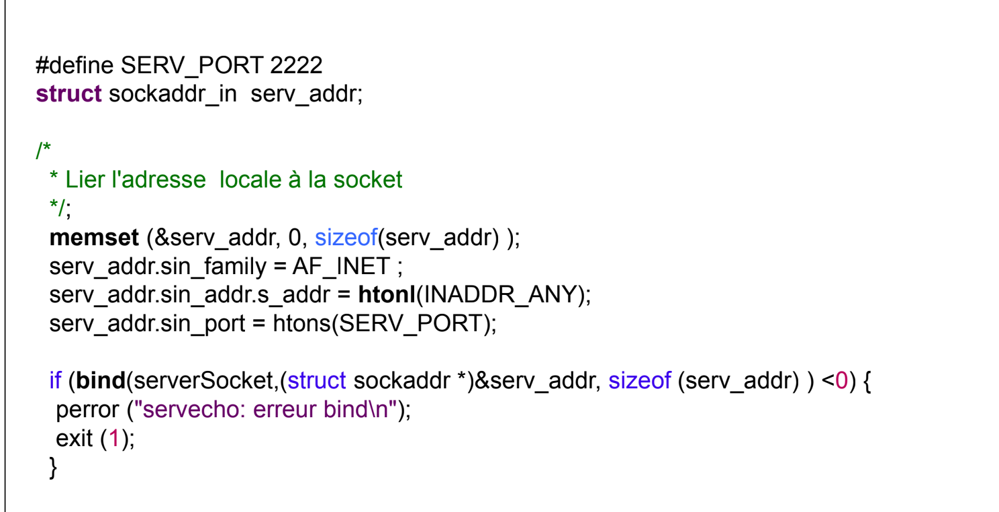 #define SERV_PORT 2222
struct sockaddr_in  serv_addr;
/*
* Lier l'adresse  locale à la socket
*/;
memset (&serv_addr, 0, sizeof(serv_addr) );
serv_addr.sin_family = AF_INET ;
serv_addr.sin_addr.s_addr = htonl(INADDR_ANY);
serv_addr.sin_port = htons(SERV_PORT);
if (bind(serverSocket,(struct sockaddr *)&serv_addr, sizeof (serv_addr) ) <0) {
perror ("servecho: erreur bind\n");
exit (1);
}